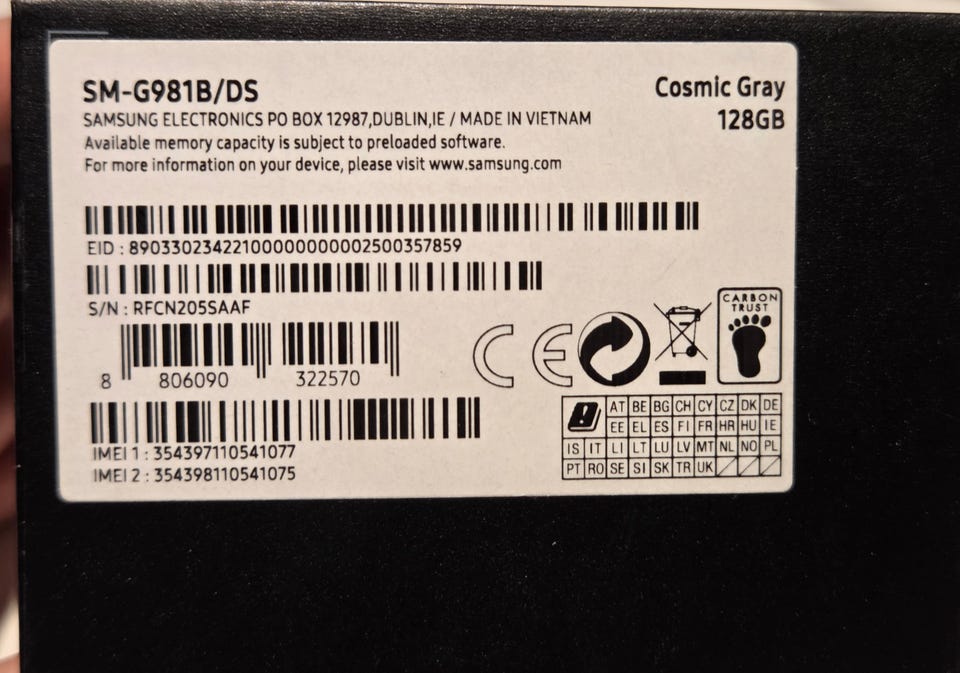 SM-G981B/DS
Cosmic Gray
SAMSUNG ELECTRONICS PO BOX 12987,DUBLIN,IE / MADE IN VIETNAM
128GB
Available memory capacity is subject to preloaded software.
For more information on your device, please visit www.samsung.com
EID : 89033023422100000000002500357859
S/N : RFCN205SAAF
8 806090 322570
CE
CARBON
TRUST
IMEI 1 : 354397110541077
IMEI 2 : 354398110541075
! AT BE BG CH CY CZ DK DE
EE EL ES FI FR HR HU IE
IS IT LI LT LU LV MT NL NO PL
PT RO SE SI SK TR UK